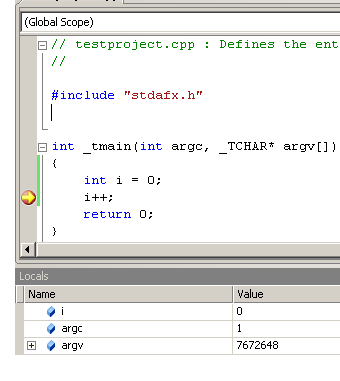 (Global Scope)
// testproject.cpp : Defines the ent
//
#include "stdafx.h"
int _tmain(int argc, _TCHAR* argv[])
{
int i = 0;
i++;
return 0;
}
Locals
Name Value
i 0
argc 1
argv 7672648